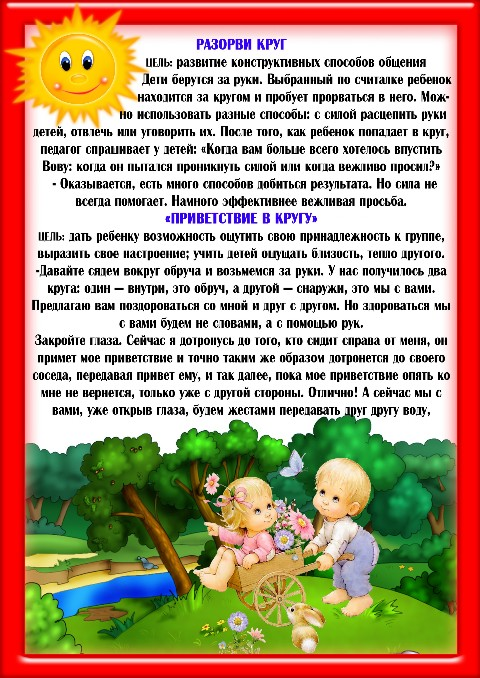 РАЗОРВИ КРУГ
ЦЕЛЬ: развитие конструктивных способов общения
Дети берутся за руки. Выбранный по считалке ребенок
находится за кругом и пробует прорваться в него. Мож-
но использовать разные способы: с силой расцепить руки
детей, отвлечь или уговорить их. После того, как ребенок попадает в круг,
педагог спрашивает у детей: «Когда вам больше всего хотелось впустить
Вову: когда он пытался проникнуть силой или когда вежливо просил?»
- Оказывается, есть много способов добиться результата. Но сила не
всегда помогает. Намного эффективнее вежливая просьба.
«ПРИВЕТСТВИЕ В КРУГУ»
ЦЕЛЬ: дать ребенку возможность ощутить свою принадлежность к группе,
выразить свое настроение; учить детей ощущать близость, тепло другого.
-Давайте сядем вокруг обруча и возьмемся за руки. У нас получилось два
круга: один — внутри, это обруч, а другой — снаружи, это мы с вами.
Предлагаю вам поздороваться со мной и друг с другом. Но здороваться мы
с вами будем не словами, а с помощью рук.
Закройте глаза. Сейчас я дотронусь до того, кто сидит справа от меня, он
примет мое приветствие и точно таким же образом дотронется до своего
соседа, передавая привет ему, и так далее, пока мое приветствие опять ко
мне не вернется, только уже с другой стороны. Отлично! А сейчас мы с
вами, уже открыв глаза, будем жестами передавать друг другу воду,